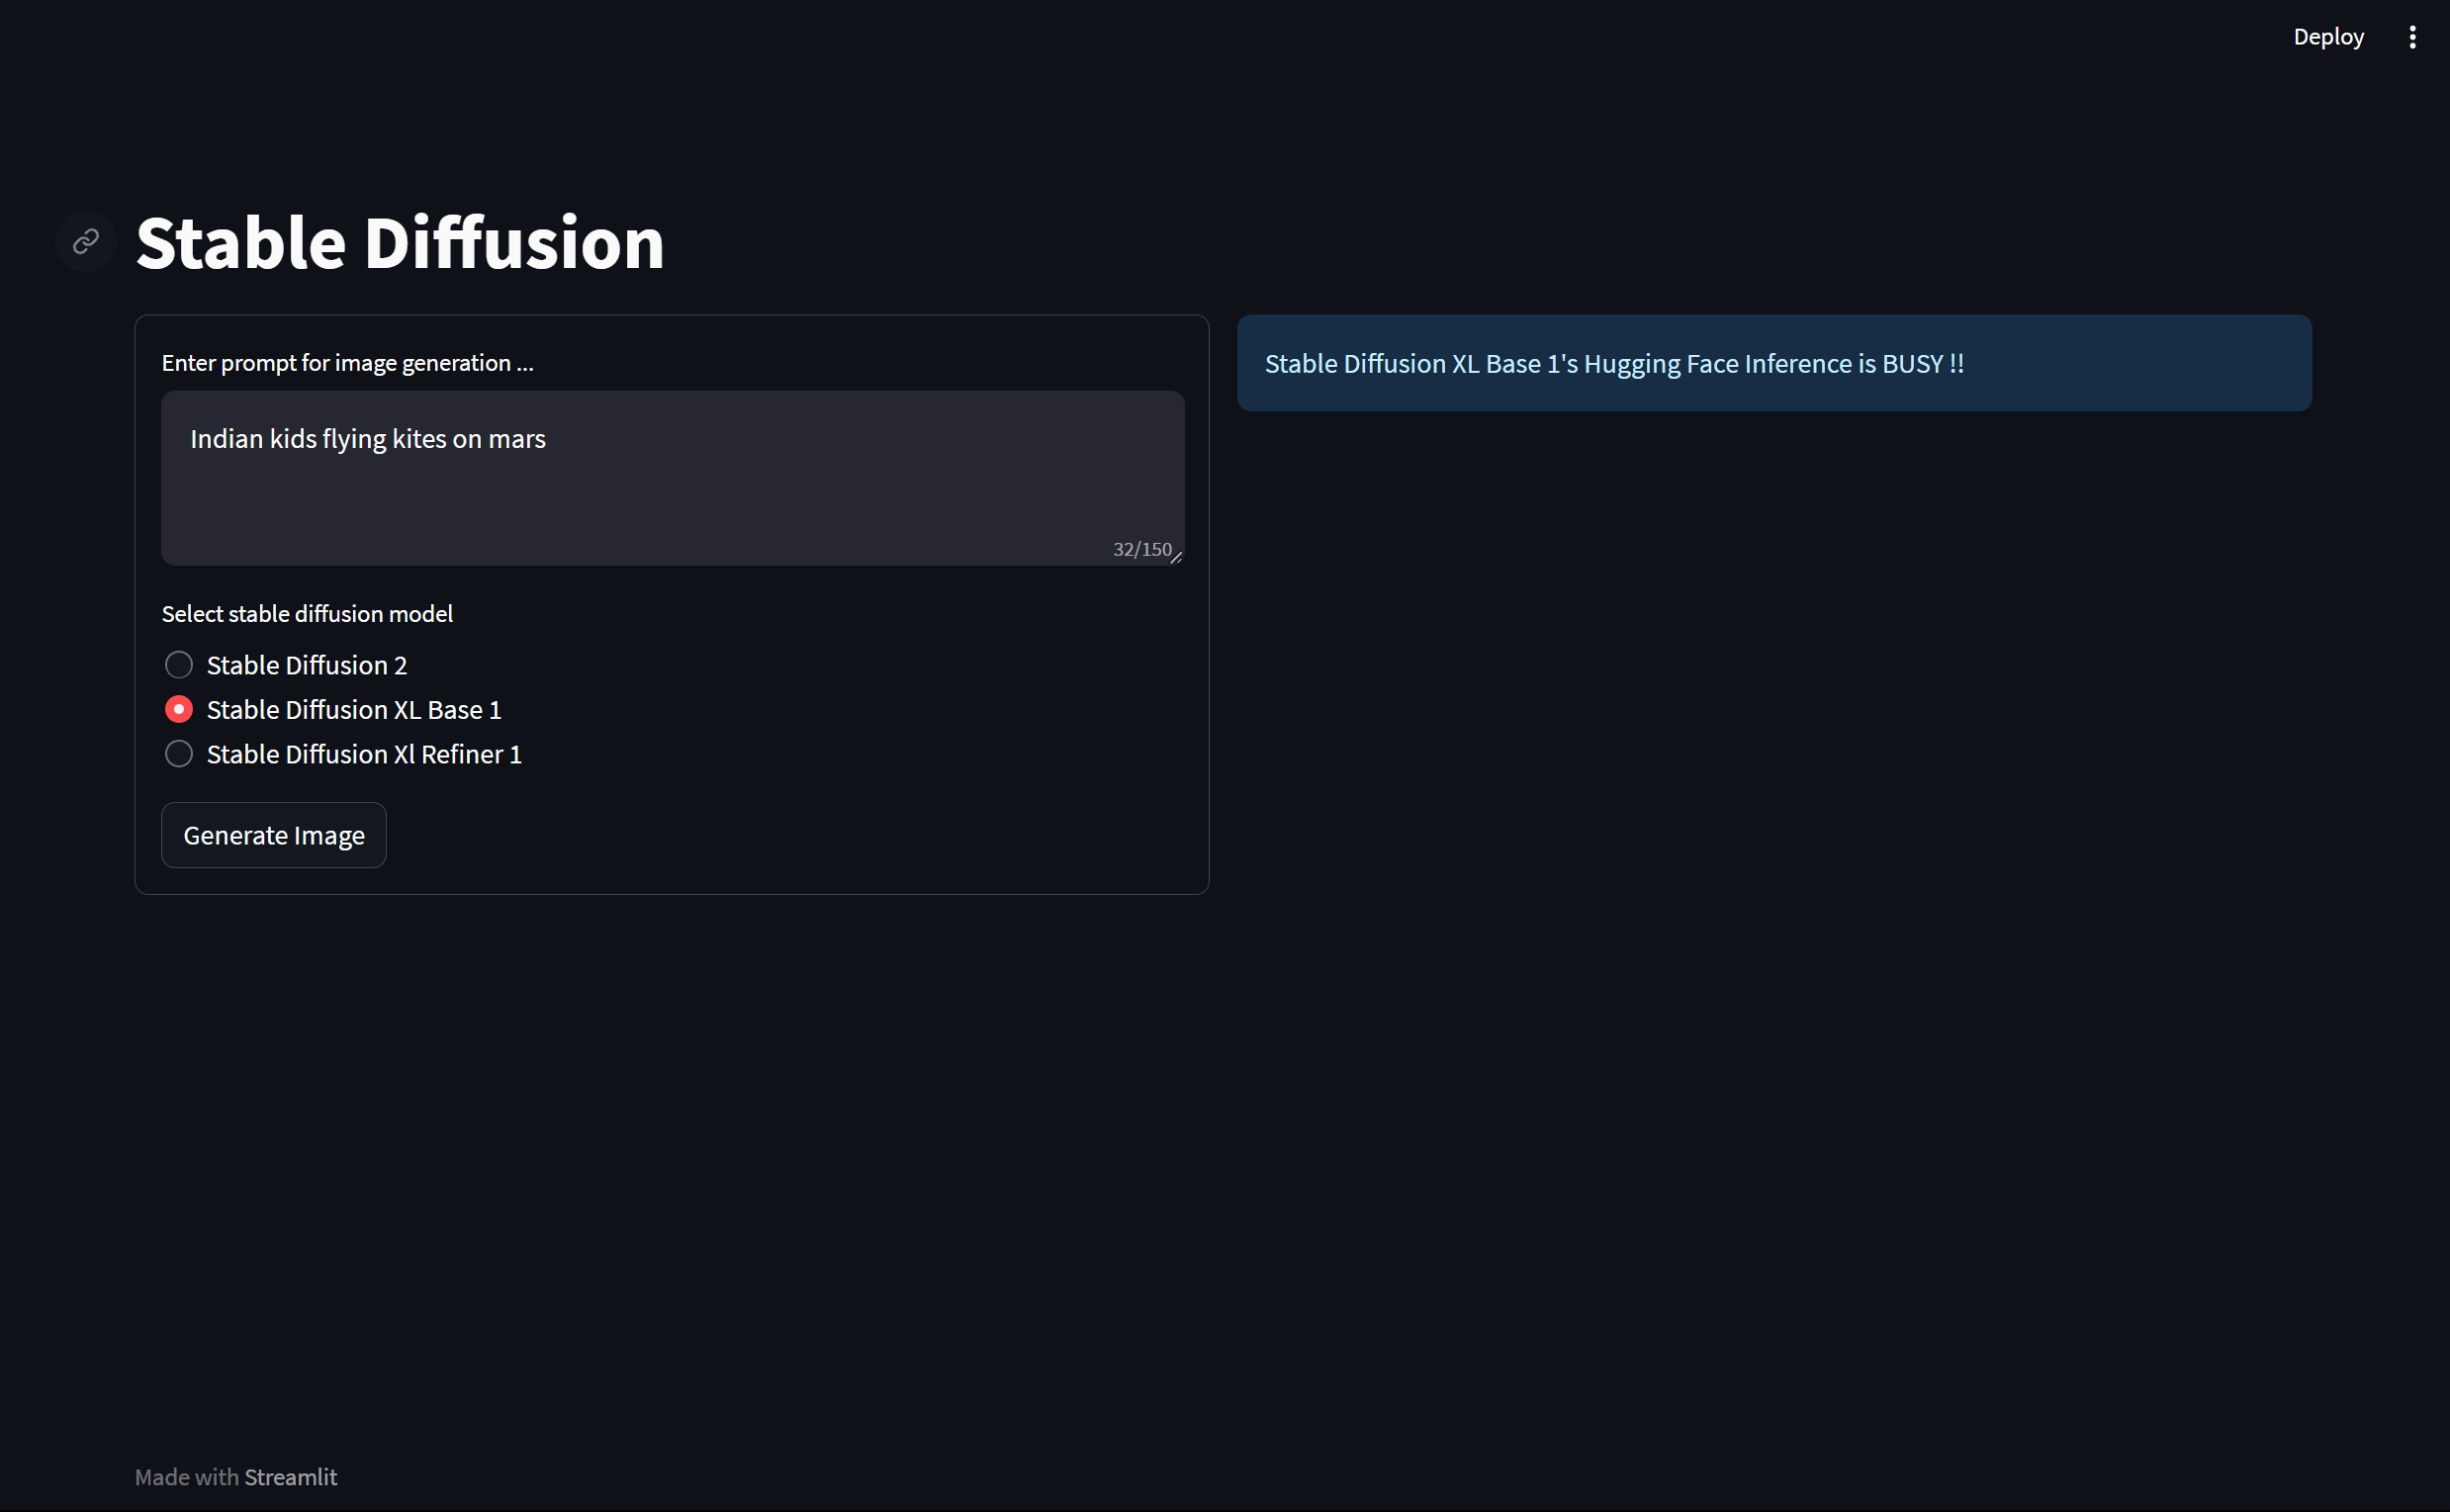 Deploy
Stable Diffusion
Enter prompt for image generation ...
Indian kids flying kites on mars
32/150
Select stable diffusion model
Stable Diffusion 2
Stable Diffusion XL Base 1
Stable Diffusion Xl Refiner 1
Generate Image
Stable Diffusion XL Base 1's Hugging Face Inference is BUSY !!
Made with Streamlit